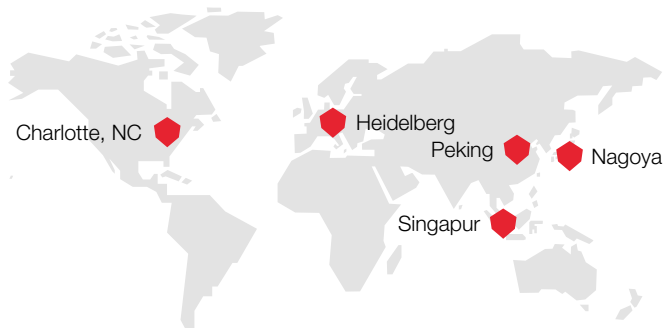 Charlotte, NC
Heidelberg
Peking
Nagoya
Singapur